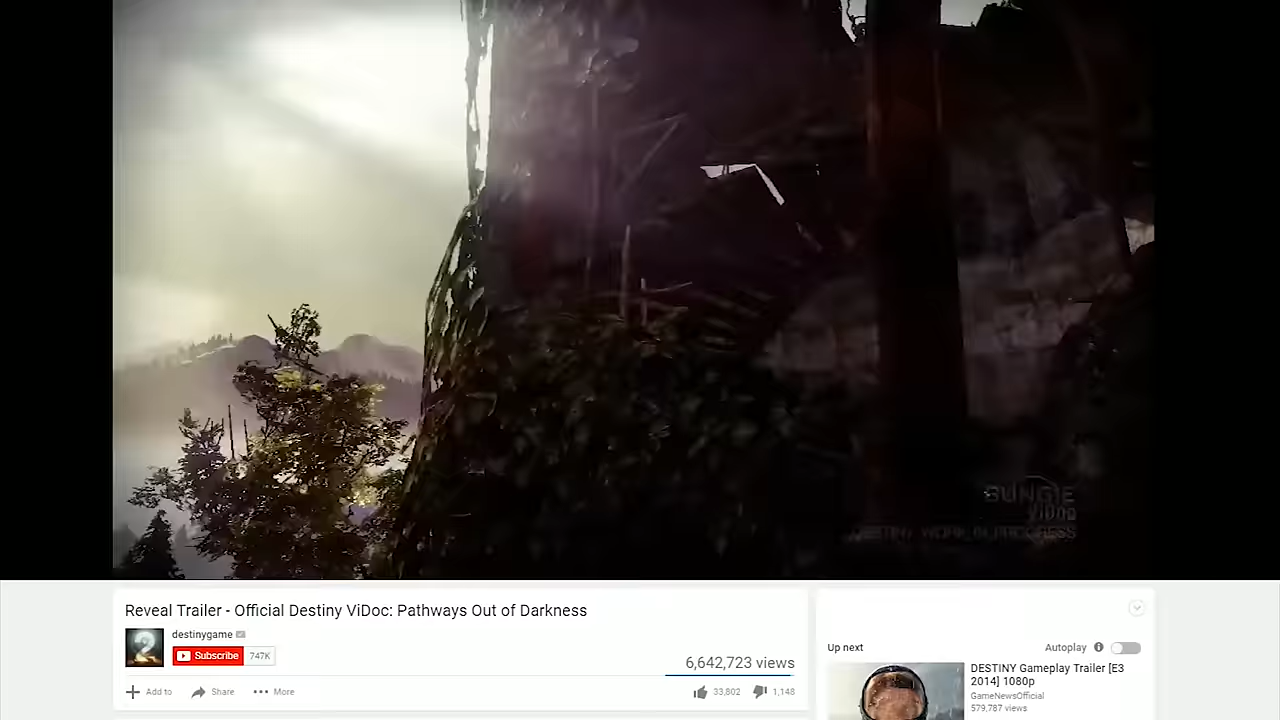 BUNGIE
ViDoc
DESTINY WORK IN PROGRESS
Reveal Trailer - Official Destiny ViDoc: Pathways Out of Darkness
destinygame
Subscribe 747K
6,642,723 views
Add to Share More 33,802 1,148
Up next Autoplay
DESTINY Gameplay Trailer [E3
2014] 1080p
GameNewsOfficial
579,787 views